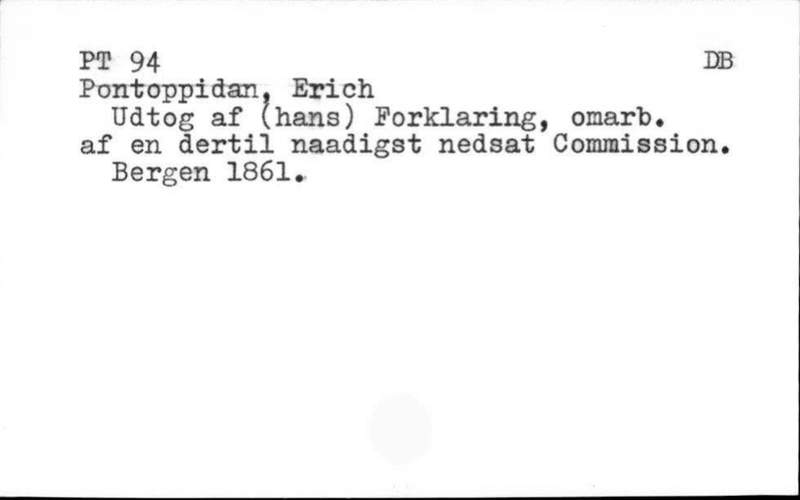 PT 94 DB
Pontoppidan, Erich
Udtog af (hans) Forklaring, omarb.
af en dertil naadigst nedsat Commission.
Bergen 1861.